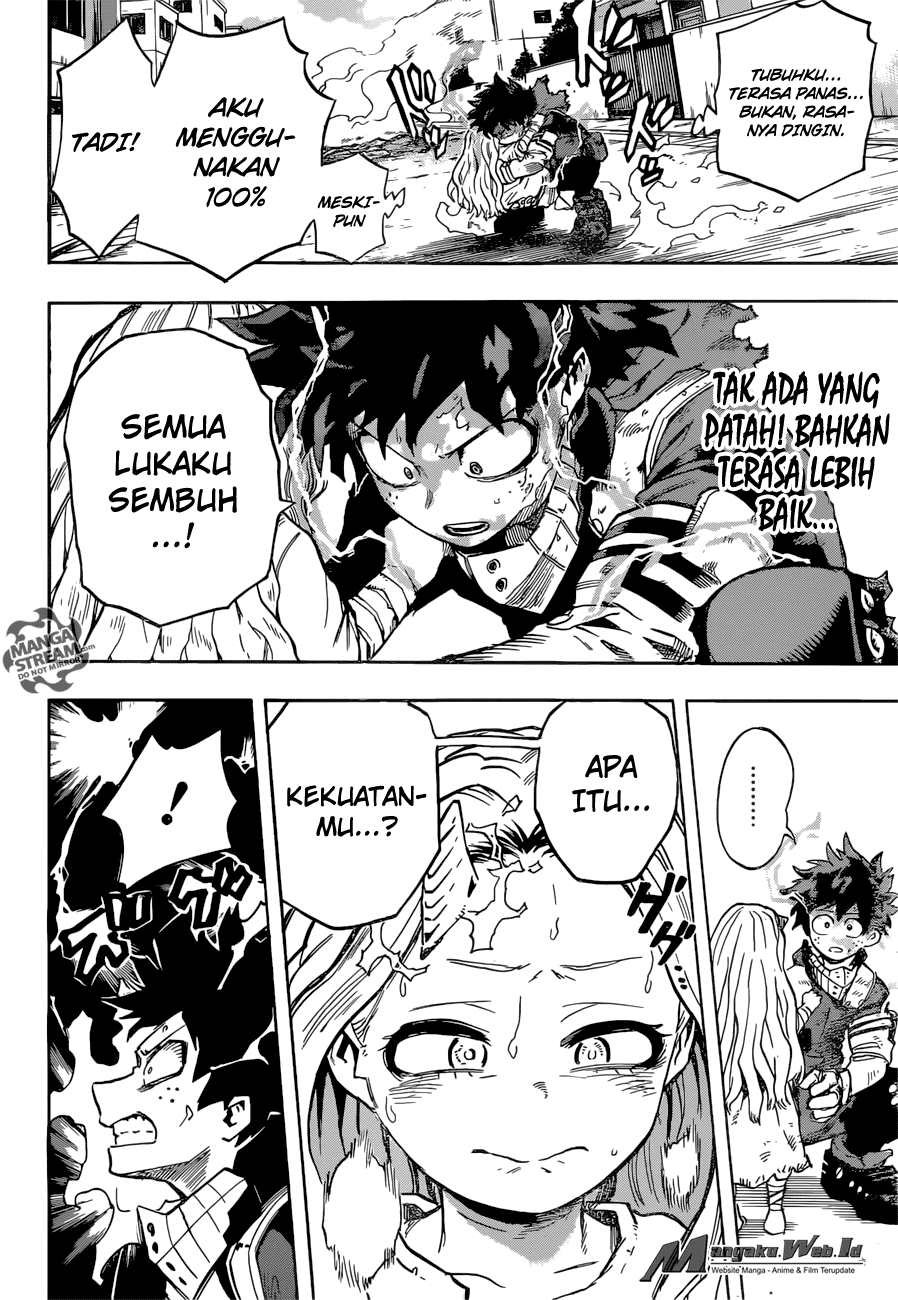 TUBUHKU...
TERASA PANAS...
BUKAN, RASA-
NYA DINGIN.
MESKI-
PUN
AKU
MENGGU-
NAKAN
100%
TADI!
TAK ADA YANG
PATAH! BAHKAN
TERASA LEBIH
BAIK...
SEMUA
LUKAKU
SEMBUH
...!
.........
APA
ITU...
KEKUATAN-
MU...?
!
MANGA
STREAM.com
DO NOT MIRROR
Mangaku.Web.Id
Website Manga - Anime & Film Terupdate